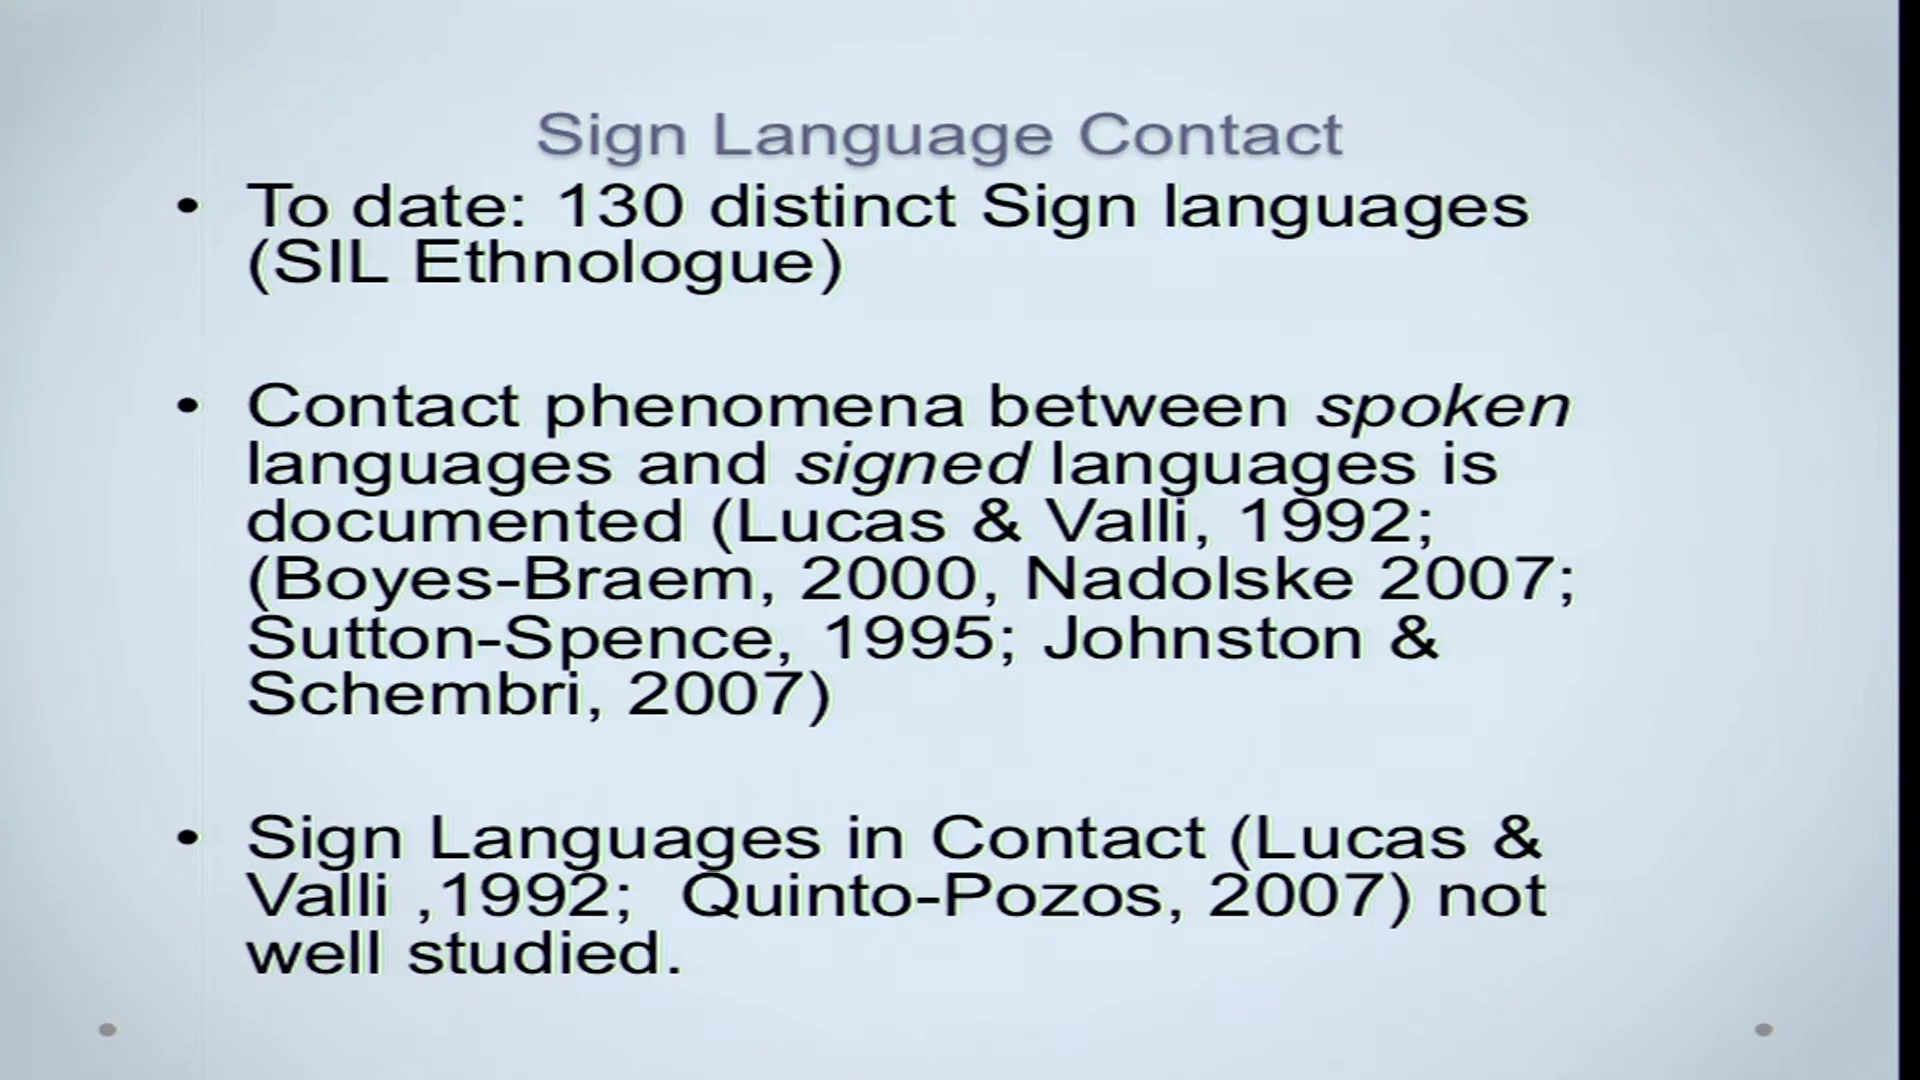 Sign Language Contact
• To date: 130 distinct Sign languages
(SIL Ethnologue)
• Contact phenomena between spoken
languages and signed languages is
documented (Lucas & Valli, 1992;
(Boyes-Braem, 2000, Nadolske 2007;
Sutton-Spence, 1995; Johnston &
Schembri, 2007)
• Sign Languages in Contact (Lucas &
Valli ,1992;  Quinto-Pozos, 2007) not
well studied.